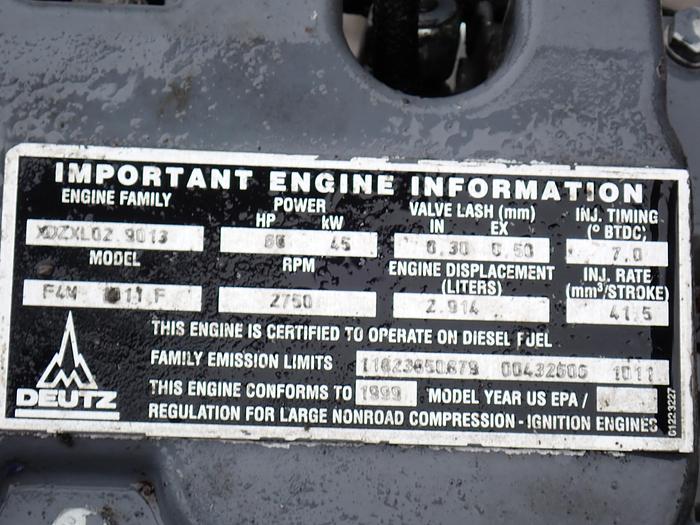 IMPORTANT ENGINE INFORMATION
ENGINE FAMILY POWER VALVE LASH (mm) INJ. TIMING
HP kW IN EX (° BTDC)
XDZXL02.9013 45 0.30 0.50 7.0
MODEL RPM ENGINE DISPLACEMENT INJ. RATE
(LITERS) (mm³/STROKE)
F4M 2750 2.914 41.5
THIS ENGINE IS CERTIFIED TO OPERATE ON DIESEL FUEL
FAMILY EMISSION LIMITS 1011
THIS ENGINE CONFORMS TO 1999 MODEL YEAR US EPA /
REGULATION FOR LARGE NONROAD COMPRESSION - IGNITION ENGINES
DEUTZ
01223227